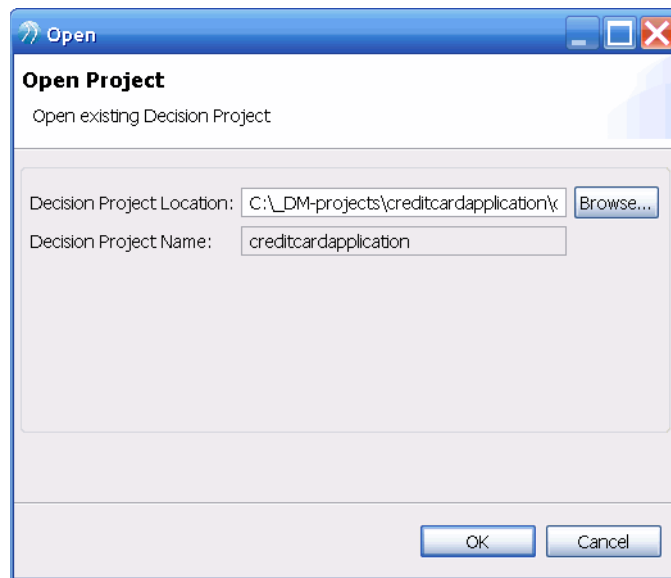 Open
Open Project
Open existing Decision Project
Decision Project Location: C:\_DM-projects\creditcardapplication\c Browse...
Decision Project Name: creditcardapplication
OK Cancel